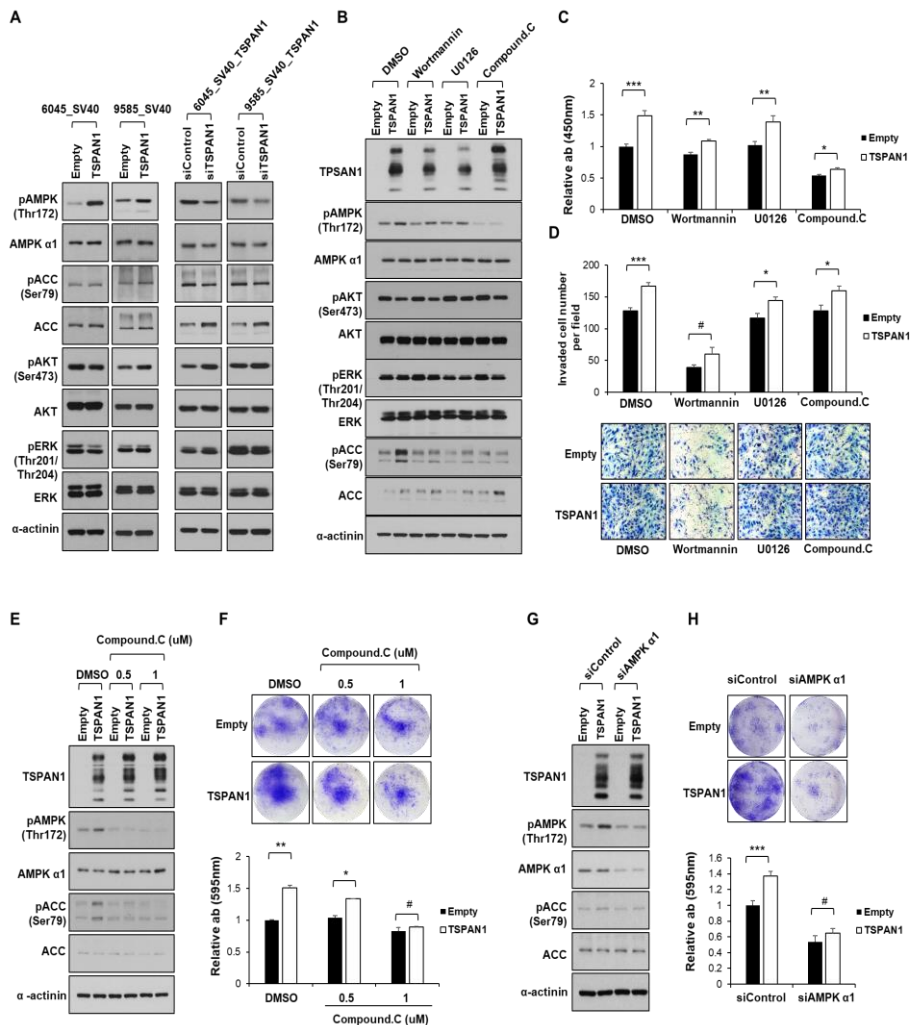 A
6045_SV40
9585_SV40
6045_SV40_TSPAN1
9585_SV40_TSPAN1
Empty
TSPAN1
Empty
TSPAN1
siControl
siTSPAN1
siControl
siTSPAN1
pAMPK
(Thr172)
AMPK α1
pACC
(Ser79)
ACC
pAKT
(Ser473)
AKT
pERK
(Thr201/
Thr204)
ERK
α-actinin
B
DMSO
Wortmannin
U0126
Compound.C
Empty
TSPAN1
Empty
TSPAN1
Empty
TSPAN1
Empty
TSPAN1
TPSAN1
pAMPK
(Thr172)
AMPK α1
pAKT
(Ser473)
AKT
pERK
(Thr201/
Thr204)
ERK
pACC
(Ser79)
ACC
α-actinin
C
Relative ab (450nm)
2
1.5
1
0.5
0
***
**
**
*
DMSO
Wortmannin
U0126
Compound.C
Empty
TSPAN1
D
Invaded cell number
per field
200
150
100
50
0
***
#
*
*
DMSO
Wortmannin
U0126
Compound.C
Empty
TSPAN1
Empty
TSPAN1
DMSO
Wortmannin
U0126
Compound.C
E
Compound.C (uM)
DMSO
0.5
1
Empty
TSPAN1
Empty
TSPAN1
Empty
TSPAN1
TSPAN1
pAMPK
(Thr172)
AMPK α1
pACC
(Ser79)
ACC
α -actinin
F
Compound.C (uM)
DMSO
0.5
1
Empty
TSPAN1
Relative ab (595nm)
2
1.5
1
0.5
0
**
*
#
Empty
TSPAN1
DMSO
0.5
1
Compound.C (uM)
G
siControl
siAMPK α1
Empty
TSPAN1
Empty
TSPAN1
TSPAN1
pAMPK
(Thr172)
AMPK α1
pACC
(Ser79)
ACC
α-actinin
H
siControl
siAMPK α1
Empty
TSPAN1
Relative ab (595nm)
1.6
1.4
1.2
1
0.8
0.6
0.4
0.2
0
***
#
Empty
TSPAN1
siControl
siAMPK α1